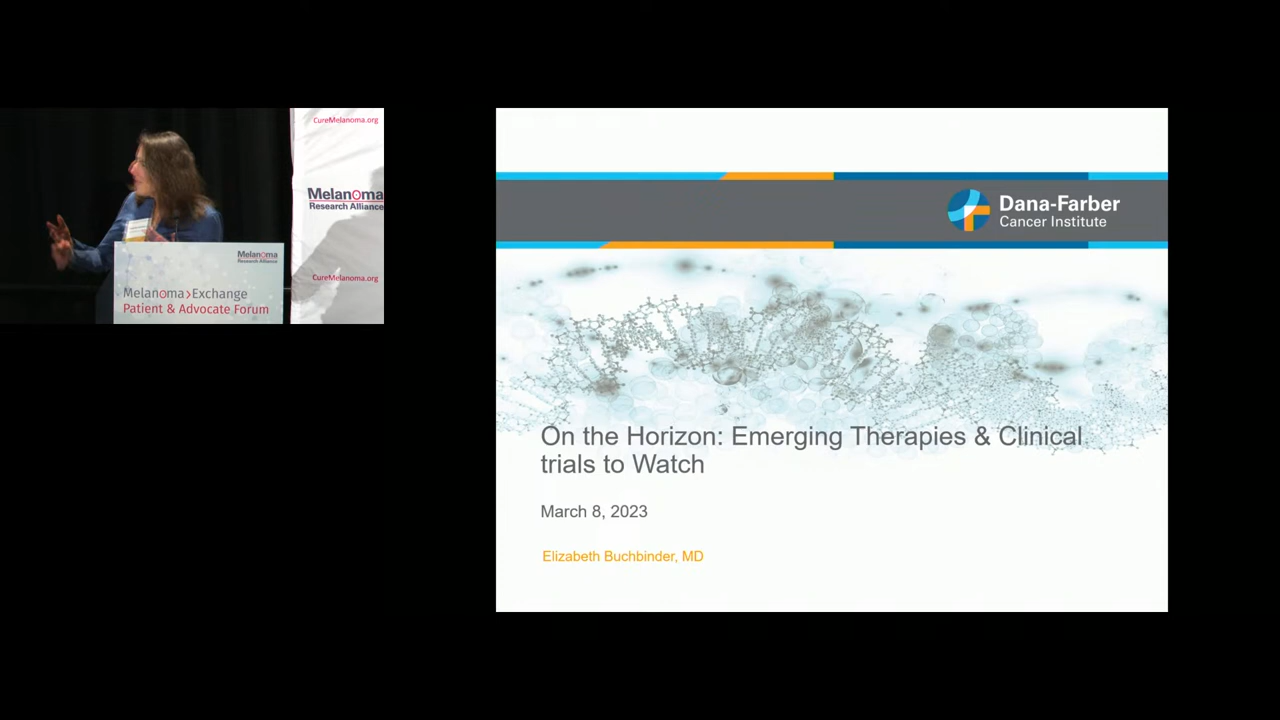 CureMelanoma.org
Melanoma
Research Alliance
Melanoma
Research Alliance
CureMelanoma.org
Melanoma>Exchange
Patient & Advocate Forum
Dana-Farber
Cancer Institute
On the Horizon: Emerging Therapies & Clinical
trials to Watch
March 8, 2023
Elizabeth Buchbinder, MD